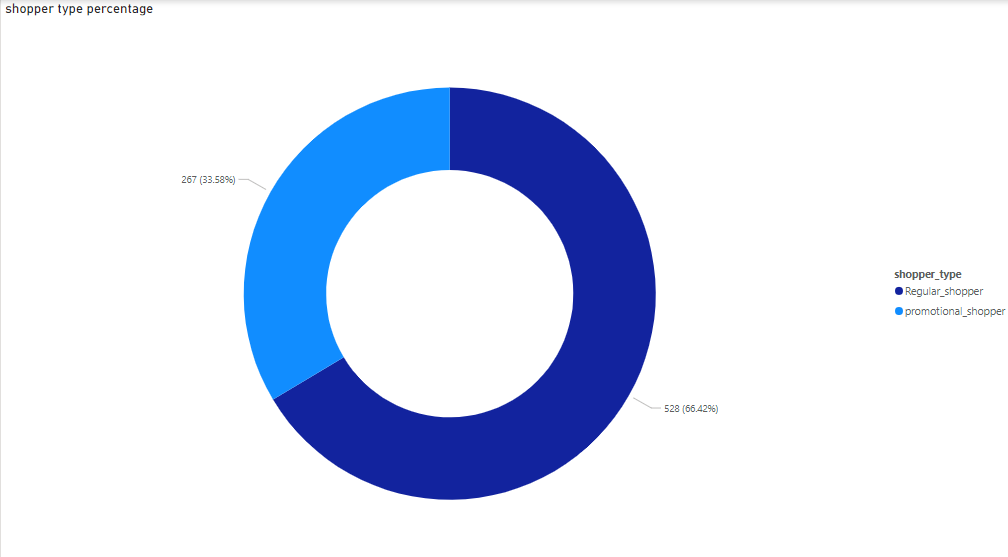 shopper type percentage
267 (33.58%)
shopper_type
Regular_shopper
promotional_shopper
528 (66.42%)